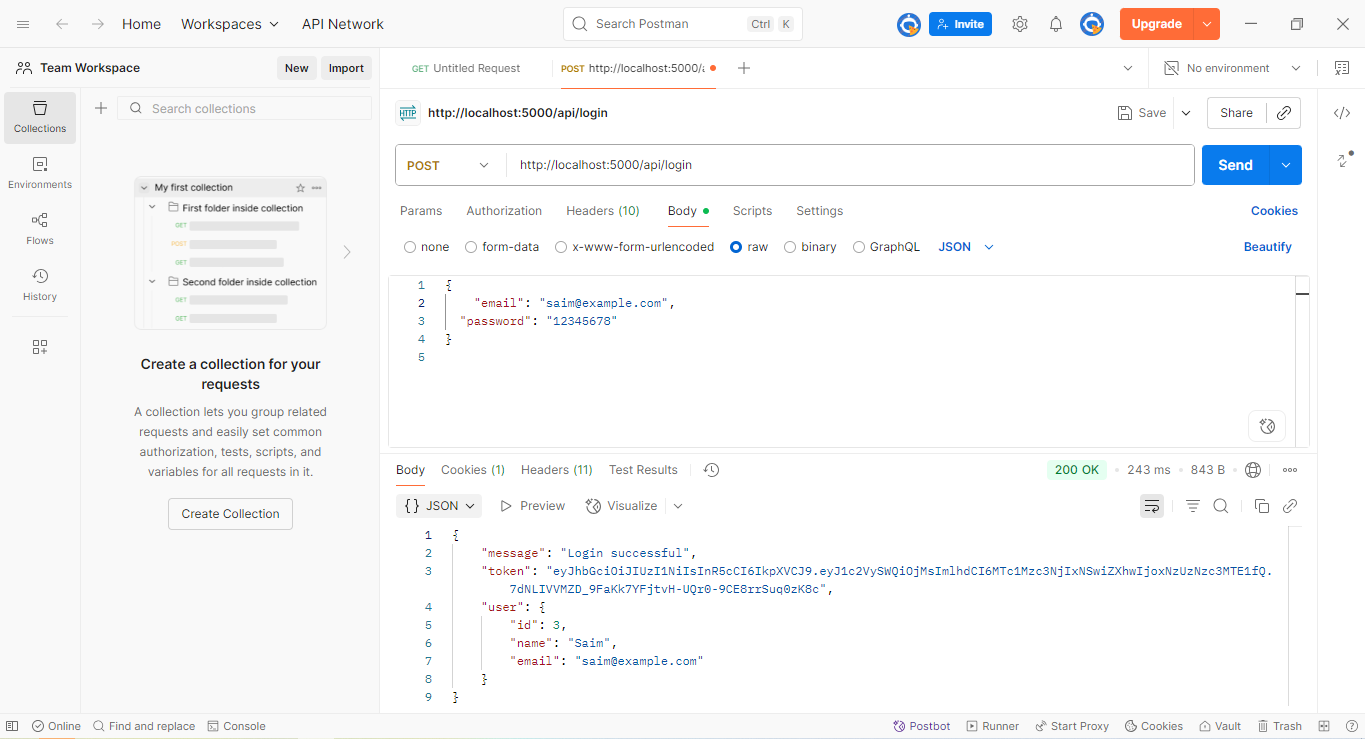 Home
Workspaces
API Network
Search Postman
Ctrl K
Invite
Upgrade
Team Workspace
New
Import
GET Untitled Request
POST http://localhost:5000/a
No environment
Collections
Environments
Flows
History
Search collections
My first collection
First folder inside collection
GET
POST
GET
Second folder inside collection
GET
GET
Create a collection for your
requests
A collection lets you group related
requests and easily set common
authorization, tests, scripts, and
variables for all requests in it.
Create Collection
HTTP http://localhost:5000/api/login
Save
Share
POST
http://localhost:5000/api/login
Send
Params
Authorization
Headers (10)
Body
Scripts
Settings
Cookies
none
form-data
x-www-form-urlencoded
raw
binary
GraphQL
JSON
Beautify
1 {
2 "email": "saim@example.com",
3 "password": "12345678"
4 }
5
Body
Cookies (1)
Headers (11)
Test Results
200 OK
243 ms
843 B
{} JSON
Preview
Visualize
1 {
2 "message": "Login successful",
3 "token": "eyJhbGciOiJIUzI1NiIsInR5cCI6IkpXVCJ9.eyJ1c2VySWQiOjMsImlhdCI6MTc1Mzc3NjIxNSwiZXhwIjoxNzUzNzc3MTE1fQ.
7dNLIVVMZD_9FaKk7YFjtvH-UQr0-9CE8rrSuq0zK8c",
4 "user": {
5 "id": 3,
6 "name": "Saim",
7 "email": "saim@example.com"
8 }
9 }
Online
Find and replace
Console
Postbot
Runner
Start Proxy
Cookies
Vault
Trash